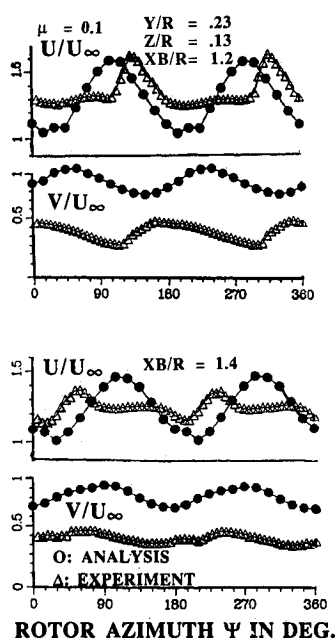 μ = 0.1
Y/R = .23
Z/R = .13
XB/R= 1.2
U/U∞
1.6
1
V/U∞
1
0.5
0 90 180 270 360
U/U∞
XB/R = 1.4
1.5
1
V/U∞
1
0.5
0
O: ANALYSIS
Δ: EXPERIMENT
0 90 180 270 360
ROTOR AZIMUTH Ψ IN DEG.